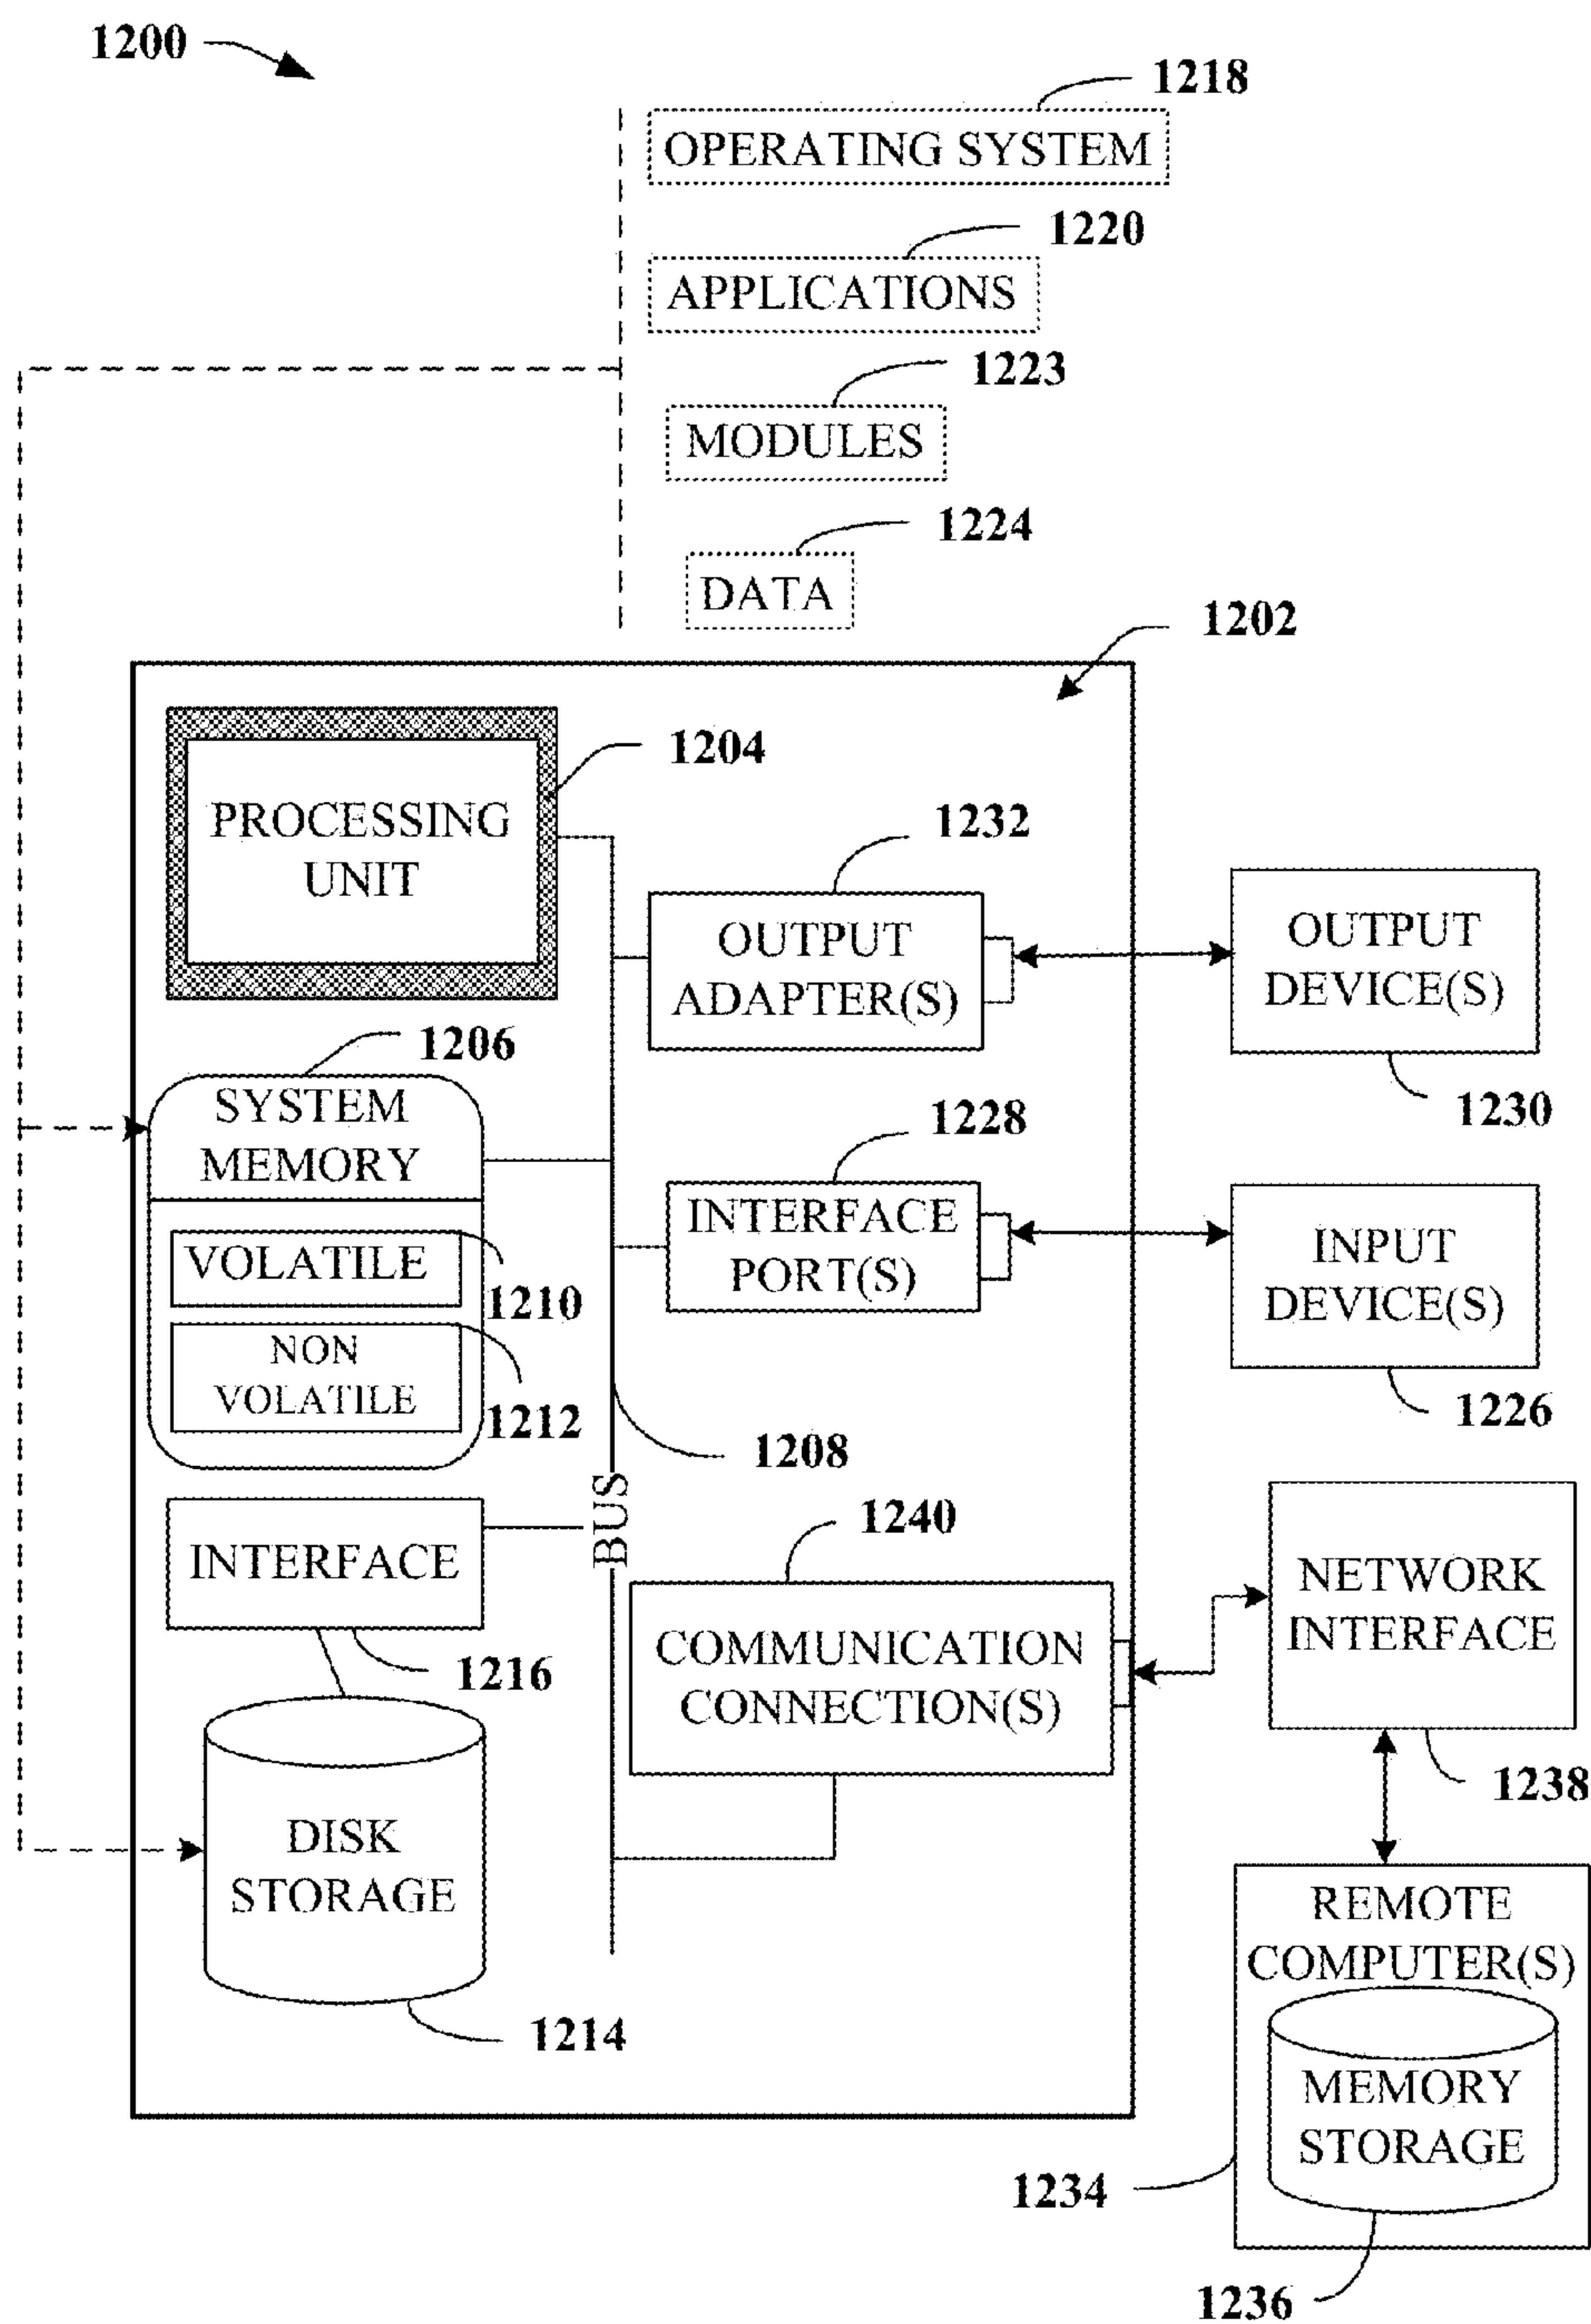 1200
1218
OPERATING SYSTEM
1220
APPLICATIONS
1223
MODULES
1224
DATA
1202
1204
PROCESSING
UNIT
1232
OUTPUT
ADAPTER(S)
OUTPUT
DEVICE(S)
1230
1206
SYSTEM
MEMORY
VOLATILE
1210
NON
VOLATILE
1212
1228
INTERFACE
PORT(S)
INPUT
DEVICE(S)
1226
1208
BUS
INTERFACE
1216
1240
COMMUNICATION
CONNECTION(S)
NETWORK
INTERFACE
1238
DISK
STORAGE
1214
REMOTE
COMPUTER(S)
MEMORY
STORAGE
1234
1236